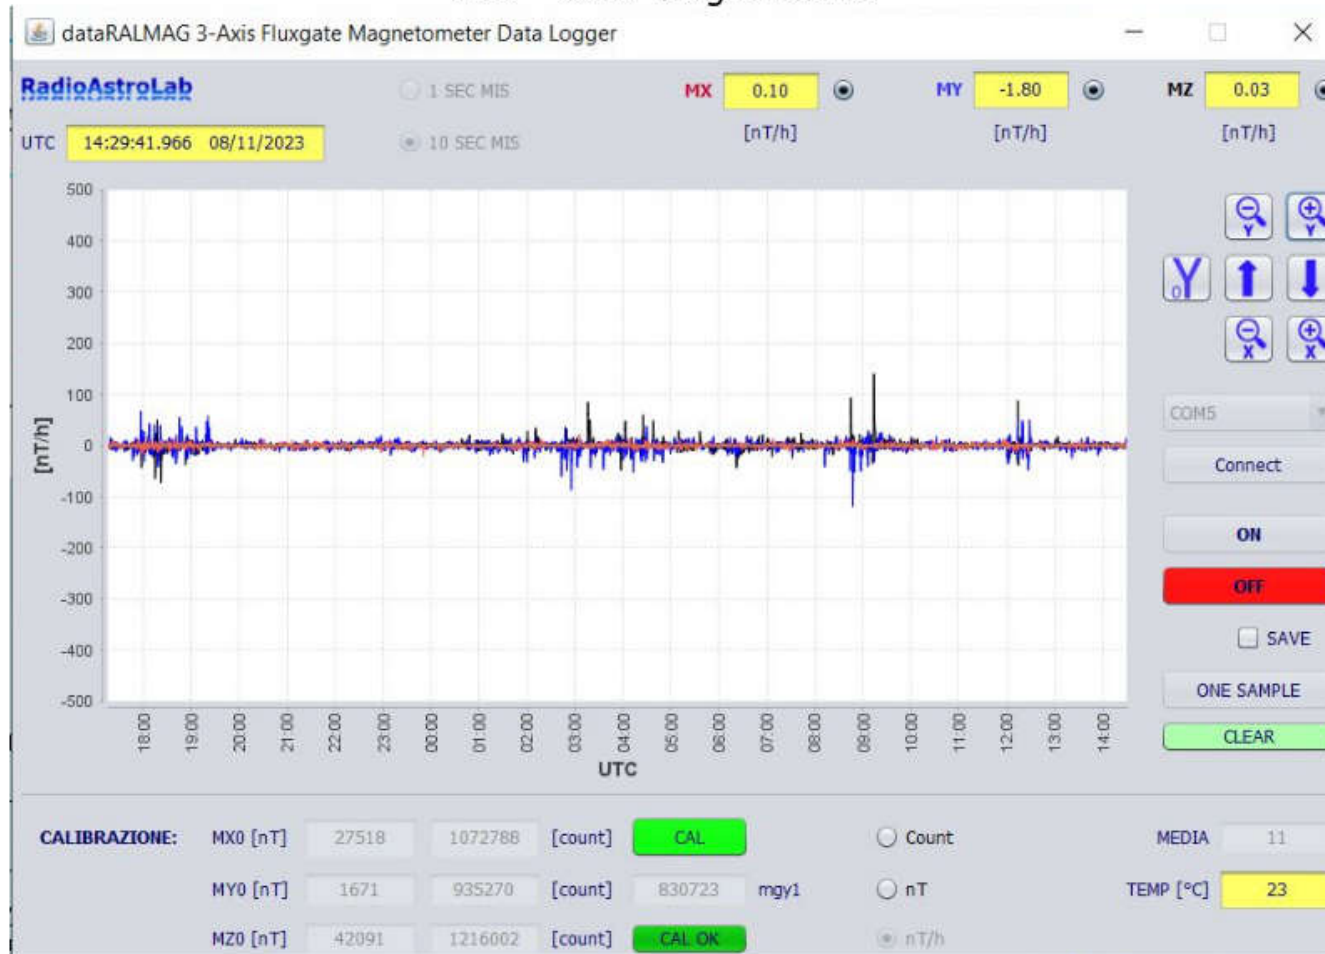 dataRALMAG 3-Axis Fluxgate Magnetometer Data Logger
RadioAstroLab
1 SEC MIS
MX 0.10
MY -1.80
MZ 0.03
UTC 14:29:41.966 08/11/2023
10 SEC MIS
[nT/h]
[nT/h]
[nT/h]
500
400
300
200
100
0
-100
-200
-300
-400
-500
[nT/h]
18:00
19:00
20:00
21:00
22:00
23:00
00:00
01:00
02:00
03:00
04:00
05:00
06:00
07:00
08:00
09:00
10:00
11:00
12:00
13:00
14:00
UTC
Y
Y
Y0
X
X
COM5
Connect
ON
OFF
SAVE
ONE SAMPLE
CLEAR
CALIBRAZIONE: MX0 [nT] 27518 1072788 [count] CAL Count MEDIA 11
MY0 [nT] 1671 935270 [count] 830723 mgy1 nT TEMP [°C] 23
MZ0 [nT] 42091 1216002 [count] CAL OK nT/h